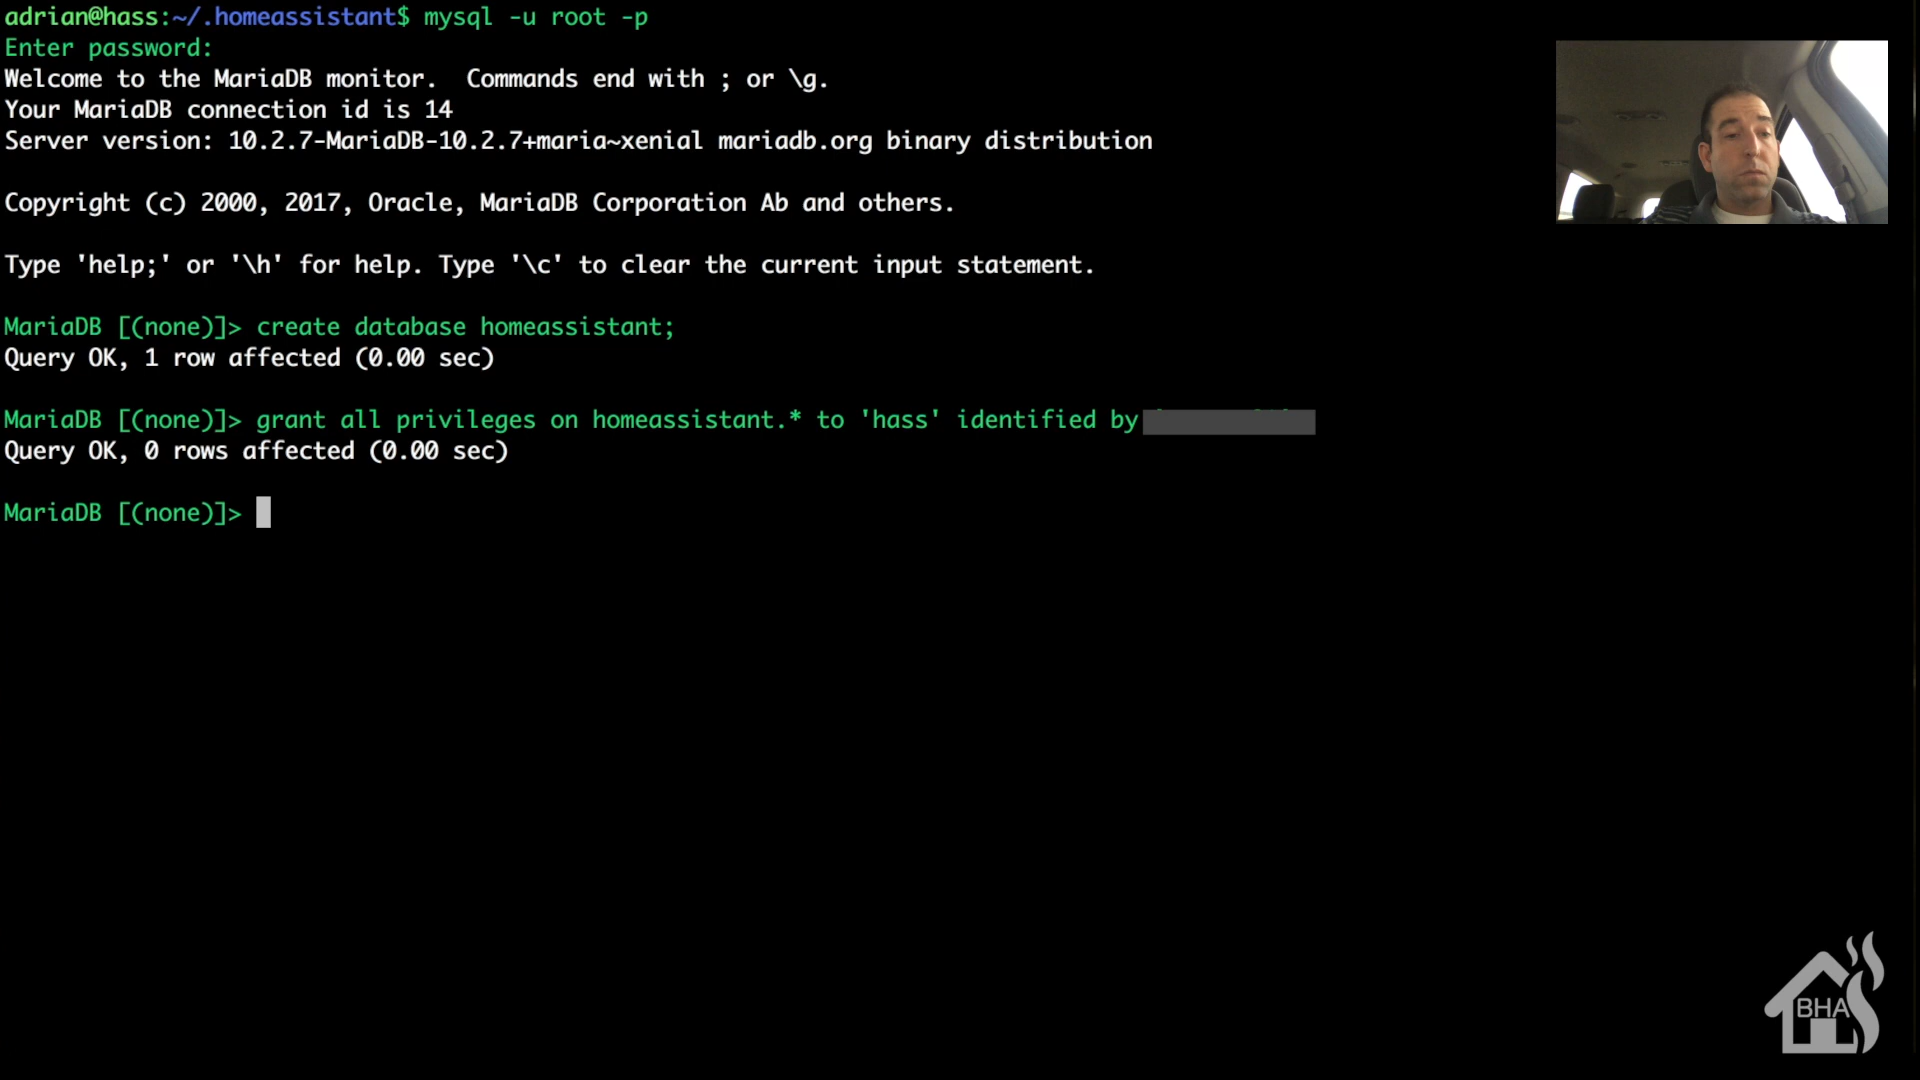 adrian@hass:~/.homeassistant$ mysql -u root -p
Enter password:
Welcome to the MariaDB monitor.  Commands end with ; or \g.
Your MariaDB connection id is 14
Server version: 10.2.7-MariaDB-10.2.7+maria~xenial mariadb.org binary distribution
Copyright (c) 2000, 2017, Oracle, MariaDB Corporation Ab and others.
Type 'help;' or '\h' for help. Type '\c' to clear the current input statement.
MariaDB [(none)]> create database homeassistant;
Query OK, 1 row affected (0.00 sec)
MariaDB [(none)]> grant all privileges on homeassistant.* to 'hass' identified by
Query OK, 0 rows affected (0.00 sec)
MariaDB [(none)]>
BHA